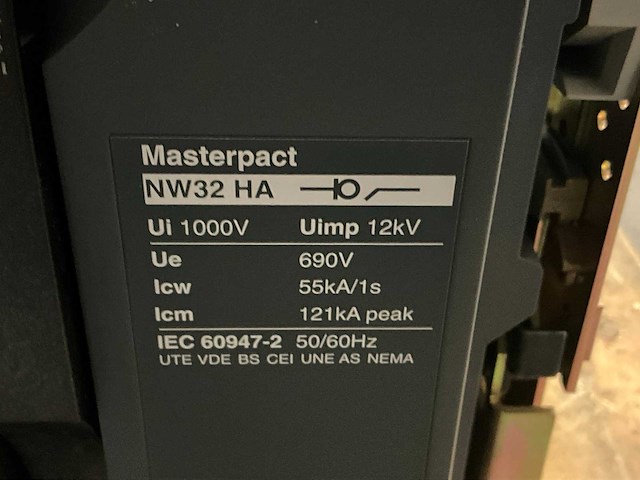 Masterpact
NW32 HA
Ui 1000V Uimp 12kV
Ue 690V
Icw 55kA/1s
Icm 121kA peak
IEC 60947-2 50/60Hz
UTE VDE BS CEI UNE AS NEMA